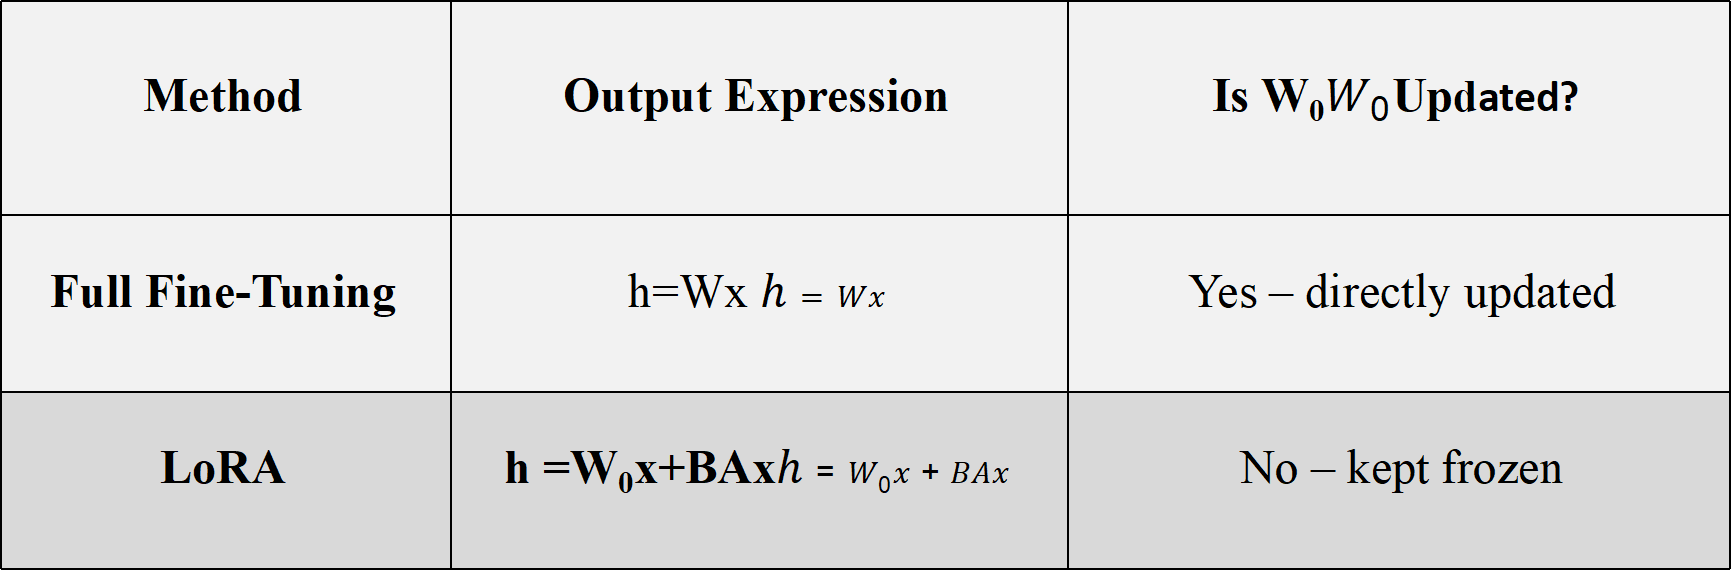 Method
Output Expression
Is W₀𝑊₀Updated?
Full Fine-Tuning
h=Wx ℎ = 𝑊𝑥
Yes – directly updated
LoRA
h =W₀x+BAxℎ = 𝑊₀𝑥 + 𝐵𝐴𝑥
No – kept frozen